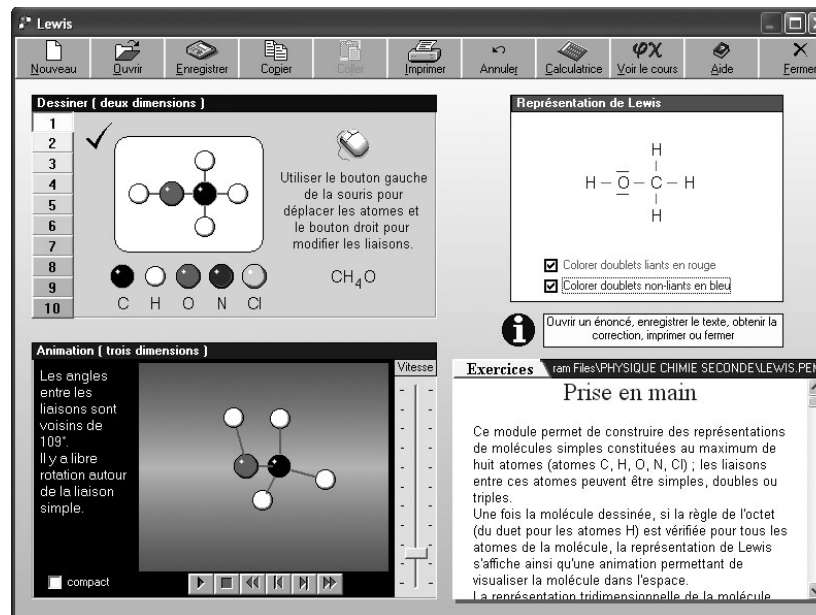 Lewis
Nouveau Ouvrir Enregistrer Copier Coller Imprimer Annuler Calculatrice φχ Voir le cours Aide Fermer
Dessiner ( deux dimensions )
1
2
3
4
5
6
7
8
9
10
Utiliser le bouton gauche
de la souris pour
déplacer les atomes et
le bouton droit pour
modifier les liaisons.
CH4O
C H O N Cl
Représentation de Lewis
H
H – O – C – H
H
Colorer doublets liants en rouge
Colorer doublets non-liants en bleu
i
Ouvrir un énoncé, enregistrer le texte, obtenir la
correction, imprimer ou fermer
Animation ( trois dimensions )
Vitesse
Les angles
entre les
liaisons sont
voisins de
109°.
Il y a libre
rotation autour
de la liaison
simple.
compact
Exercices ram Files\PHYSIQUE CHIMIE SECONDE\LEWIS.PEM
Prise en main
Ce module permet de construire des représentations
de molécules simples constituées au maximum de
huit atomes (atomes C, H, O, N, Cl) ; les liaisons
entre ces atomes peuvent être simples, doubles ou
triples.
Une fois la molécule dessinée, si la règle de l'octet
(du duet pour les atomes H) est vérifiée pour tous les
atomes de la molécule, la représentation de Lewis
s'affiche ainsi qu'une animation permettant de
visualiser la molécule dans l'espace.
La représentation tridimensionnelle de la molécule